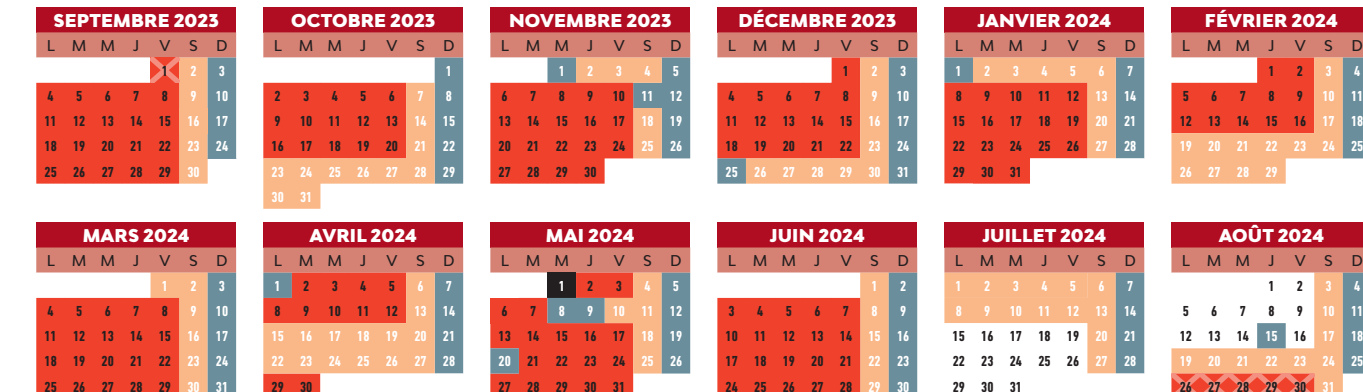 SEPTEMBRE 2023
L M M J V S D
1 2 3
4 5 6 7 8 9 10
11 12 13 14 15 16 17
18 19 20 21 22 23 24
25 26 27 28 29 30
OCTOBRE 2023
L M M J V S D
1
2 3 4 5 6 7 8
9 10 11 12 13 14 15
16 17 18 19 20 21 22
23 24 25 26 27 28 29
30 31
NOVEMBRE 2023
L M M J V S D
1 2 3 4 5
6 7 8 9 10 11 12
13 14 15 16 17 18 19
20 21 22 23 24 25 26
27 28 29 30
DÉCEMBRE 2023
L M M J V S D
1 2 3
4 5 6 7 8 9 10
11 12 13 14 15 16 17
18 19 20 21 22 23 24
25 26 27 28 29 30 31
JANVIER 2024
L M M J V S D
1 2 3 4 5 6 7
8 9 10 11 12 13 14
15 16 17 18 19 20 21
22 23 24 25 26 27 28
29 30 31
FÉVRIER 2024
L M M J V S D
1 2 3 4
5 6 7 8 9 10 11
12 13 14 15 16 17 18
19 20 21 22 23 24 25
26 27 28 29
MARS 2024
L M M J V S D
1 2 3
4 5 6 7 8 9 10
11 12 13 14 15 16 17
18 19 20 21 22 23 24
25 26 27 28 29 30 31
AVRIL 2024
L M M J V S D
1 2 3 4 5 6 7
8 9 10 11 12 13 14
15 16 17 18 19 20 21
22 23 24 25 26 27 28
29 30
MAI 2024
L M M J V S D
1 2 3 4 5
6 7 8 9 10 11 12
13 14 15 16 17 18 19
20 21 22 23 24 25 26
27 28 29 30 31
JUIN 2024
L M M J V S D
1 2
3 4 5 6 7 8 9
10 11 12 13 14 15 16
17 18 19 20 21 22 23
24 25 26 27 28 29 30
JUILLET 2024
L M M J V S D
1 2 3 4 5 6 7
8 9 10 11 12 13 14
15 16 17 18 19 20 21
22 23 24 25 26 27 28
29 30 31
AOÛT 2024
L M M J V S D
1 2 3 4
5 6 7 8 9 10 11
12 13 14 15 16 17 18
19 20 21 22 23 24 25
26 27 28 29 30 31